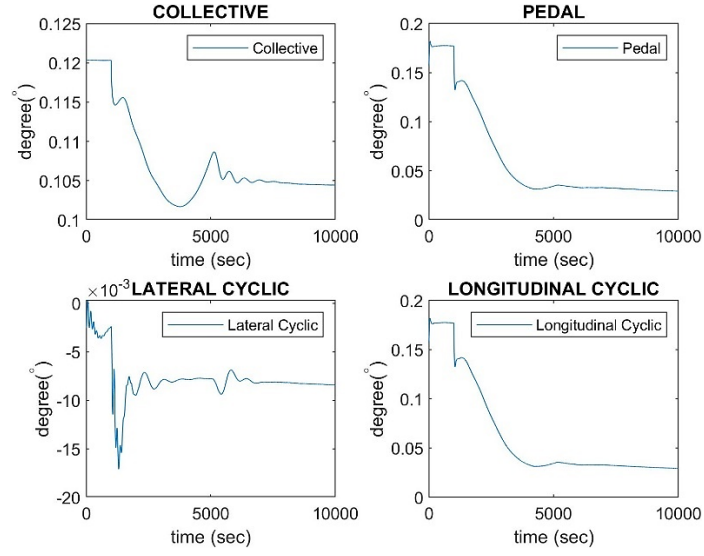 COLLECTIVE
0.125
0.12
0.115
0.11
0.105
0.1
degree(°)
Collective
0 5000 10000
time (sec)
PEDAL
0.2
0.15
0.1
0.05
0
degree(°)
Pedal
0 5000 10000
time (sec)
×10-3 LATERAL CYCLIC
0
-5
-10
-15
-20
degree(°)
Lateral Cyclic
0 5000 10000
time (sec)
LONGITUDINAL CYCLIC
0.2
0.15
0.1
0.05
0
degree(°)
Longitudinal Cyclic
0 5000 10000
time (sec)